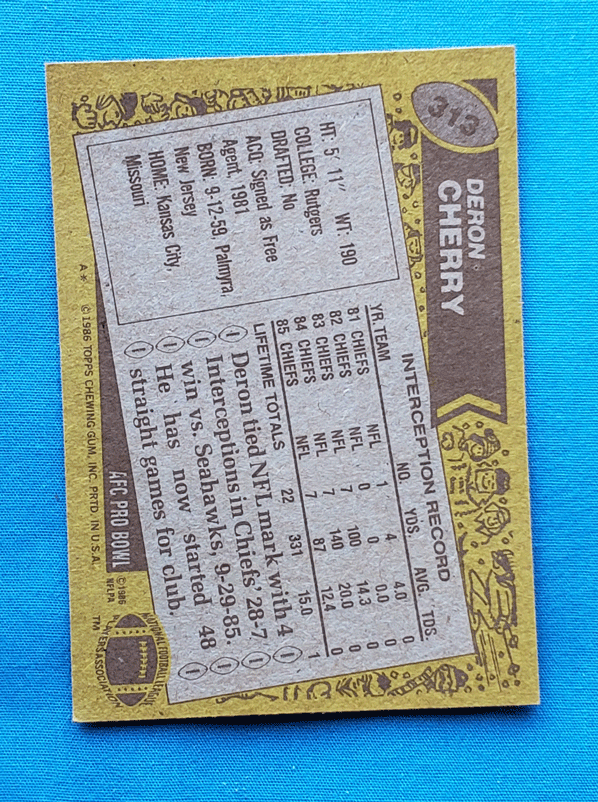 313
DERON
CHERRY
HT: 5' 11" WT: 190
COLLEGE: Rutgers
DRAFTED: No
ACQ: Signed as Free
Agent, 1981
BORN: 9-12-59, Palmyra,
New Jersey
HOME: Kansas City,
Missouri
INTERCEPTION RECORD
YR. TEAM NO. YDS. AVG. TDS.
81 CHIEFS NFL 1 4 4.0 0
82 CHIEFS NFL 0 0 0.0 0
83 CHIEFS 7 100 14.3
84 CHIEFS NFL 7 140 20.0 0
85 CHIEFS NFL 7 87 12.4 0
LIFETIME TOTALS 22 331 15.0 1
Deron tied NFL mark with 4
Interceptions in Chiefs' 28-7
win vs. Seahawks, 9-29-85.
He has now started 48
straight games for club.
AFC PRO BOWL
A* © 1986 TOPPS CHEWING GUM, INC. PRTD. IN U.S.A.
©1986
NFLPA
TM